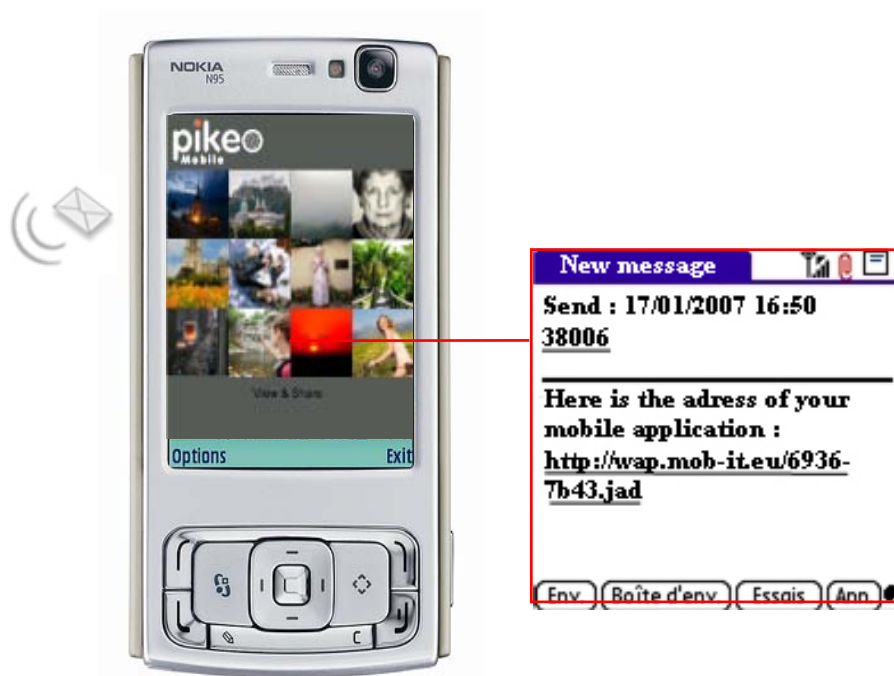 NOKIA
N95
pikeo
Mobile
View & Share
Options Exit
C
New message
Send : 17/01/2007 16:50
38006
Here is the adress of your
mobile application :
http://wap.mob-it.eu/6936-
7b43.jad
Env. Boîte d'env. Essais Ann